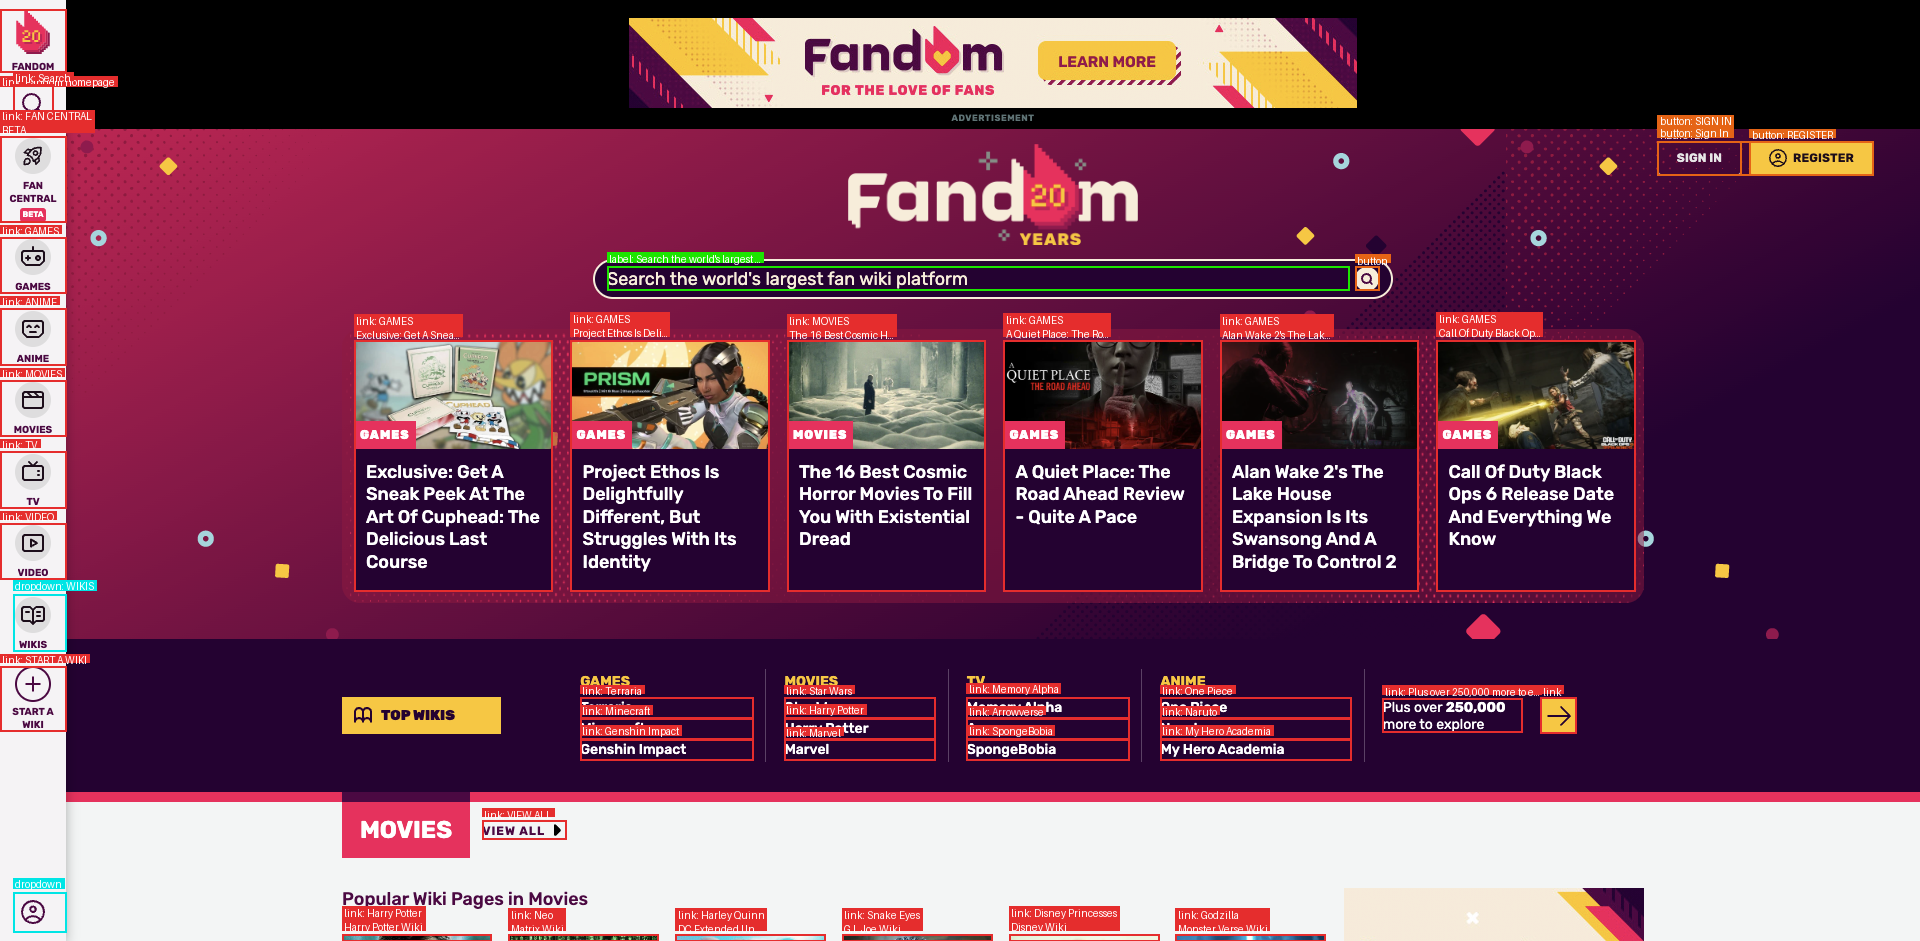 20
FANDOM
link: Search
homepage
link: FAN CENTRAL
BETA
FAN
CENTRAL
BETA
link: GAMES
GAMES
link: ANIME
ANIME
link: MOVIES
MOVIES
link: TV
TV
link: VIDEO
VIDEO
dropdown: WIKIS
WIKIS
link: START A WIKI
START A
WIKI
dropdown
Fandom
FOR THE LOVE OF FANS
LEARN MORE
ADVERTISEMENT
button: SIGN IN
button: Sign In
button: REGISTER
SIGN IN
REGISTER
Fandom
20
YEARS
label: Search the world's largest...
button
Search the world's largest fan wiki platform
link: GAMES
Exclusive: Get A Snea...
GAMES
Exclusive: Get A
Sneak Peek At The
Art Of Cuphead: The
Delicious Last
Course
link: GAMES
Project Ethos Is Deli...
PRISM
GAMES
Project Ethos Is
Delightfully
Different, But
Struggles With Its
Identity
link: MOVIES
The 16 Best Cosmic H...
MOVIES
The 16 Best Cosmic
Horror Movies To Fill
You With Existential
Dread
link: GAMES
A Quiet Place: The Ro...
A
QUIET PLACE
THE ROAD AHEAD
GAMES
A Quiet Place: The
Road Ahead Review
- Quite A Pace
link: GAMES
Alan Wake 2's The Lak...
GAMES
Alan Wake 2's The
Lake House
Expansion Is Its
Swansong And A
Bridge To Control 2
link: GAMES
Call Of Duty Black Op...
CALL OF DUTY
BLACK OPS
GAMES
Call Of Duty Black
Ops 6 Release Date
And Everything We
Know
TOP WIKIS
GAMES
link: Terraria
link: Minecraft
link: Genshin Impact
Genshin Impact
MOVIES
link: Star Wars
link: Harry Potter
Harry Potter
link: Marvel
Marvel
TV
link: Memory Alpha
Memory Alpha
link: Arrowverse
link: SpongeBobia
SpongeBobia
ANIME
link: One Piece
One Piece
link: Naruto
link: My Hero Academia
My Hero Academia
link: Plus over 250,000 more to e...
link
Plus over 250,000
more to explore
MOVIES
link: VIEW ALL
VIEW ALL
Popular Wiki Pages in Movies
link: Harry Potter
Harry Potter Wiki
link: Neo
Matrix Wiki
link: Harley Quinn
DC Extended Un...
link: Snake Eyes
G.I. Joe Wiki
link: Disney Princesses
Disney Wiki
link: Godzilla
Monster Verse Wiki